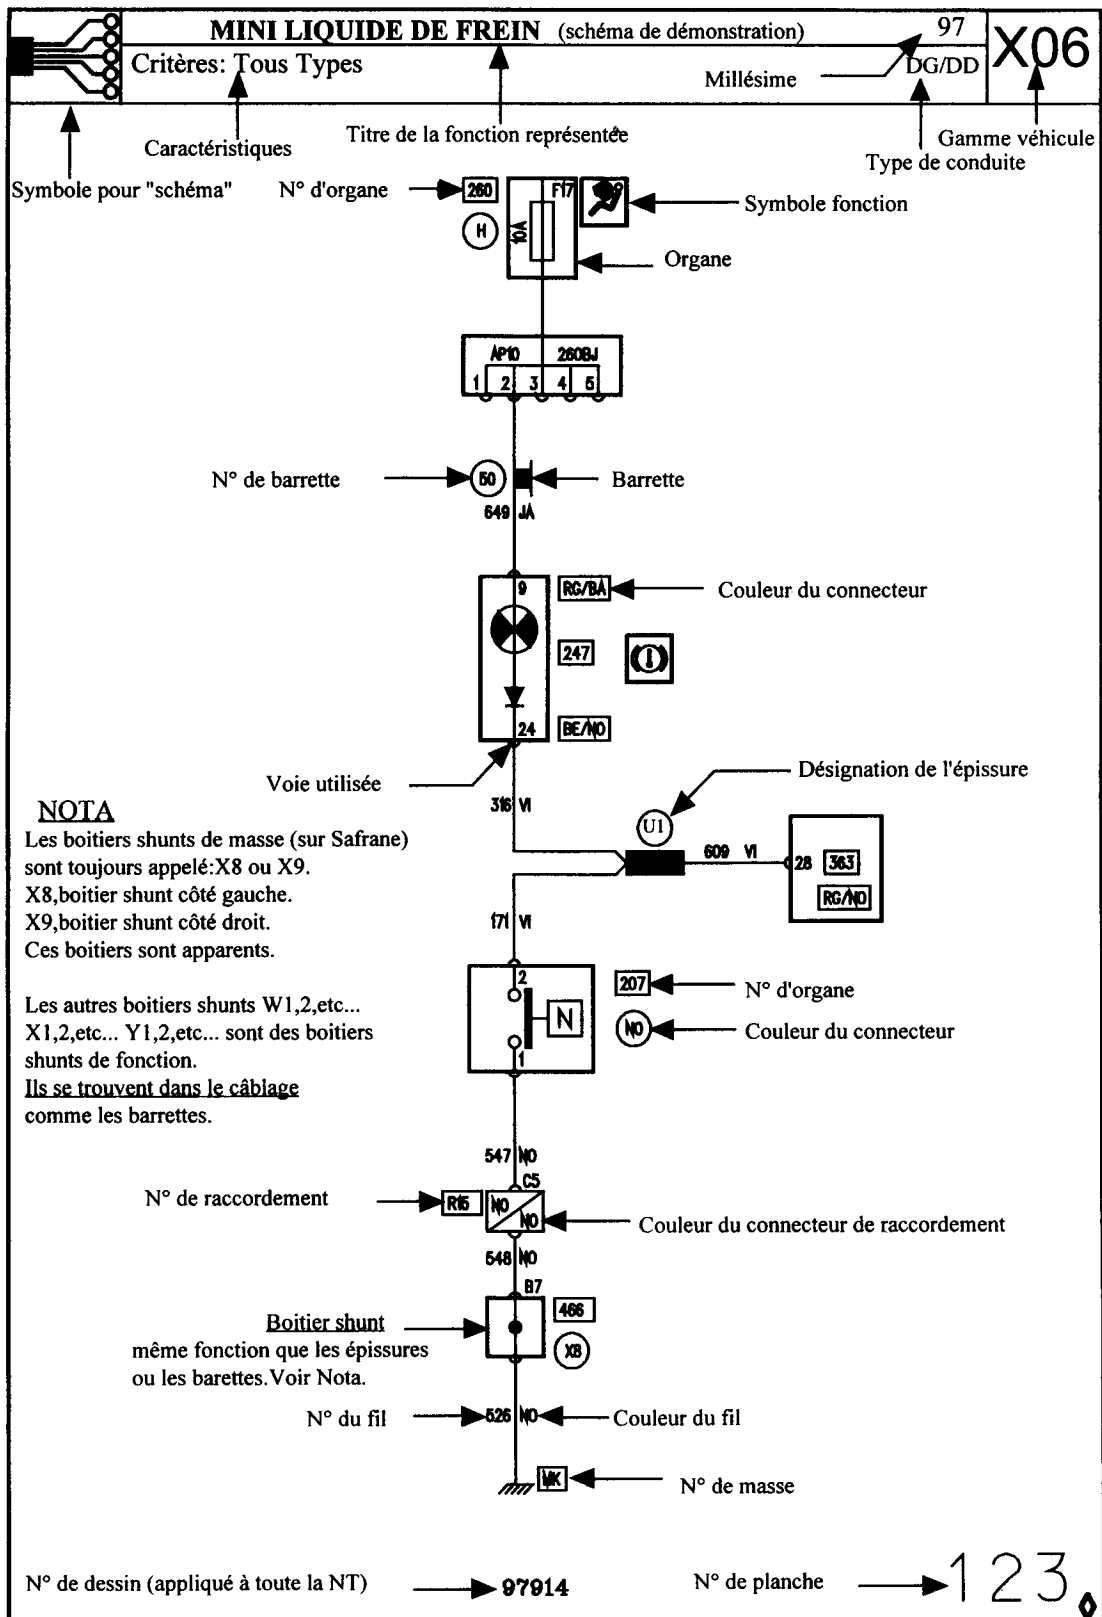 MINI LIQUIDE DE FREIN (schéma de démonstration)
97
X06
Critères: Tous Types
Millésime
DG/DD
Titre de la fonction représentée
Gamme véhicule
Caractéristiques
Type de conduite
Symbole pour "schéma"
N° d'organe
260
F17
Symbole fonction
H
10A
Organe
AP10 260BJ
1 2 3 4 5
N° de barrette
50
Barrette
649 JA
9
RG/BA
Couleur du connecteur
247
24
BE/NO
Voie utilisée
Désignation de l'épissure
316 VI
U1
609 VI
28
363
RG/NO
NOTA
Les boitiers shunts de masse (sur Safrane)
sont toujours appelé:X8 ou X9.
X8,boitier shunt côté gauche.
X9,boitier shunt côté droit.
Ces boitiers sont apparents.
171 VI
Les autres boitiers shunts W1,2,etc...
X1,2,etc... Y1,2,etc... sont des boitiers
shunts de fonction.
Ils se trouvent dans le câblage
comme les barrettes.
2
207
N° d'organe
N
NO
Couleur du connecteur
1
547 NO
C5
N° de raccordement
R15
NO
NO
Couleur du connecteur de raccordement
548 NO
B7
466
Boitier shunt
même fonction que les épissures
ou les barettes.Voir Nota.
X8
N° du fil
526 NO
Couleur du fil
MK
N° de masse
N° de dessin (appliqué à toute la NT)
97914
N° de planche
123